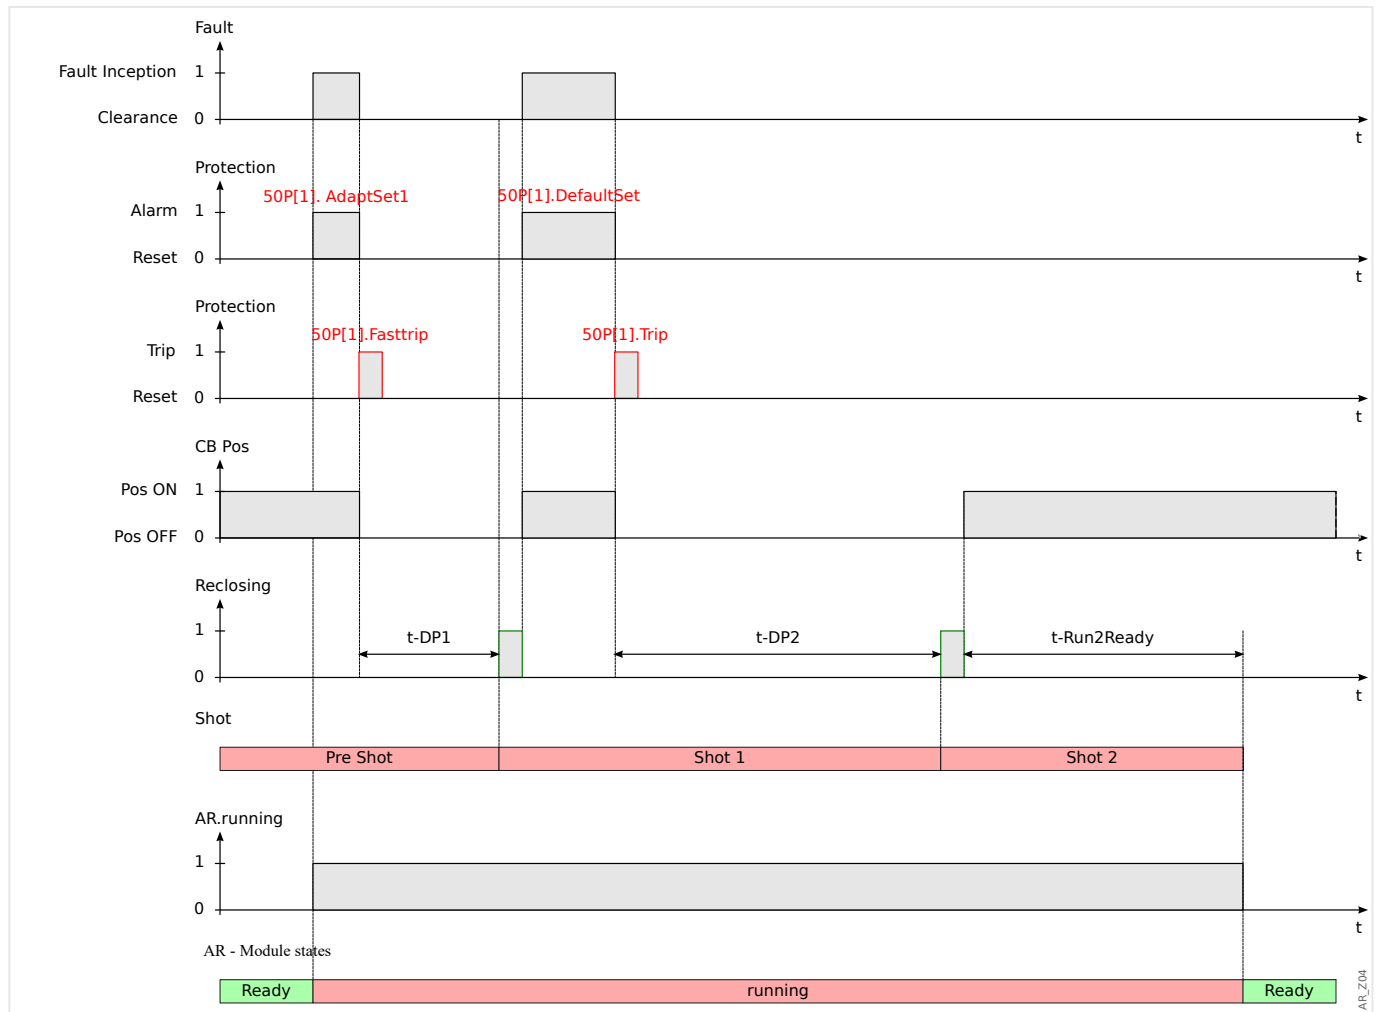 Fault
Fault Inception 1
Clearance 0
t
Protection
50P[1]. AdaptSet1 50P[1].DefaultSet
Alarm 1
Reset 0
t
Protection
50P[1].Fasttrip 50P[1].Trip
Trip 1
Reset 0
t
CB Pos
Pos ON 1
Pos OFF 0
t
Reclosing
1
t-DP1 t-DP2 t-Run2Ready
0
t
Shot
Pre Shot Shot 1 Shot 2
AR.running
1
0
t
AR - Module states
Ready running Ready
AR_Z04